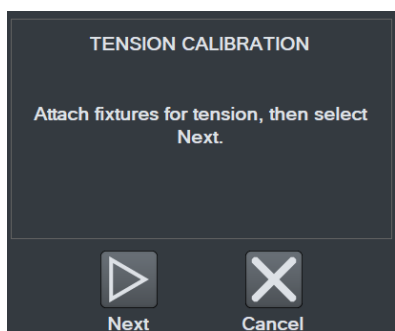 TENSION CALIBRATION
Attach fixtures for tension, then select
Next.
Next
Cancel